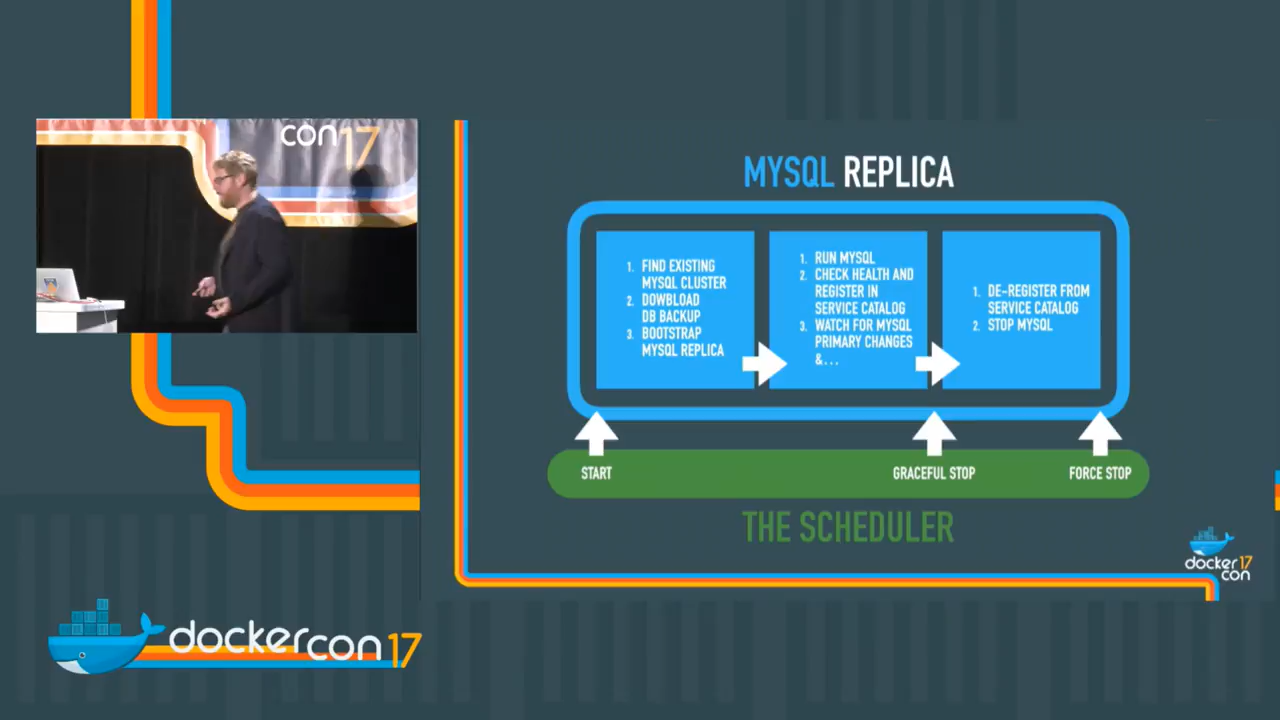 con17
MYSQL REPLICA
1. FIND EXISTING
MYSQL CLUSTER
2. DOWBLOAD
DB BACKUP
3. BOOTSTRAP
MYSQL REPLICA
1. RUN MYSQL
2. CHECK HEALTH AND
REGISTER IN
SERVICE CATALOG
3. WATCH FOR MYSQL
PRIMARY CHANGES
&...
1. DE-REGISTER FROM
SERVICE CATALOG
2. STOP MYSQL
START
GRACEFUL STOP
FORCE STOP
THE SCHEDULER
docker 17
con
dockercon17